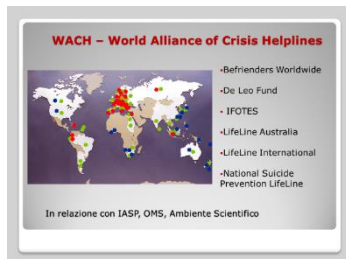 WACH – World Alliance of Crisis Helplines
▪Befrienders Worldwide
▪De Leo Fund
▪ IFOTES
▪LifeLine Australia
▪LifeLine International
▪National Suicide
Prevention LifeLine
In relazione con IASP, OMS, Ambiente Scientifico